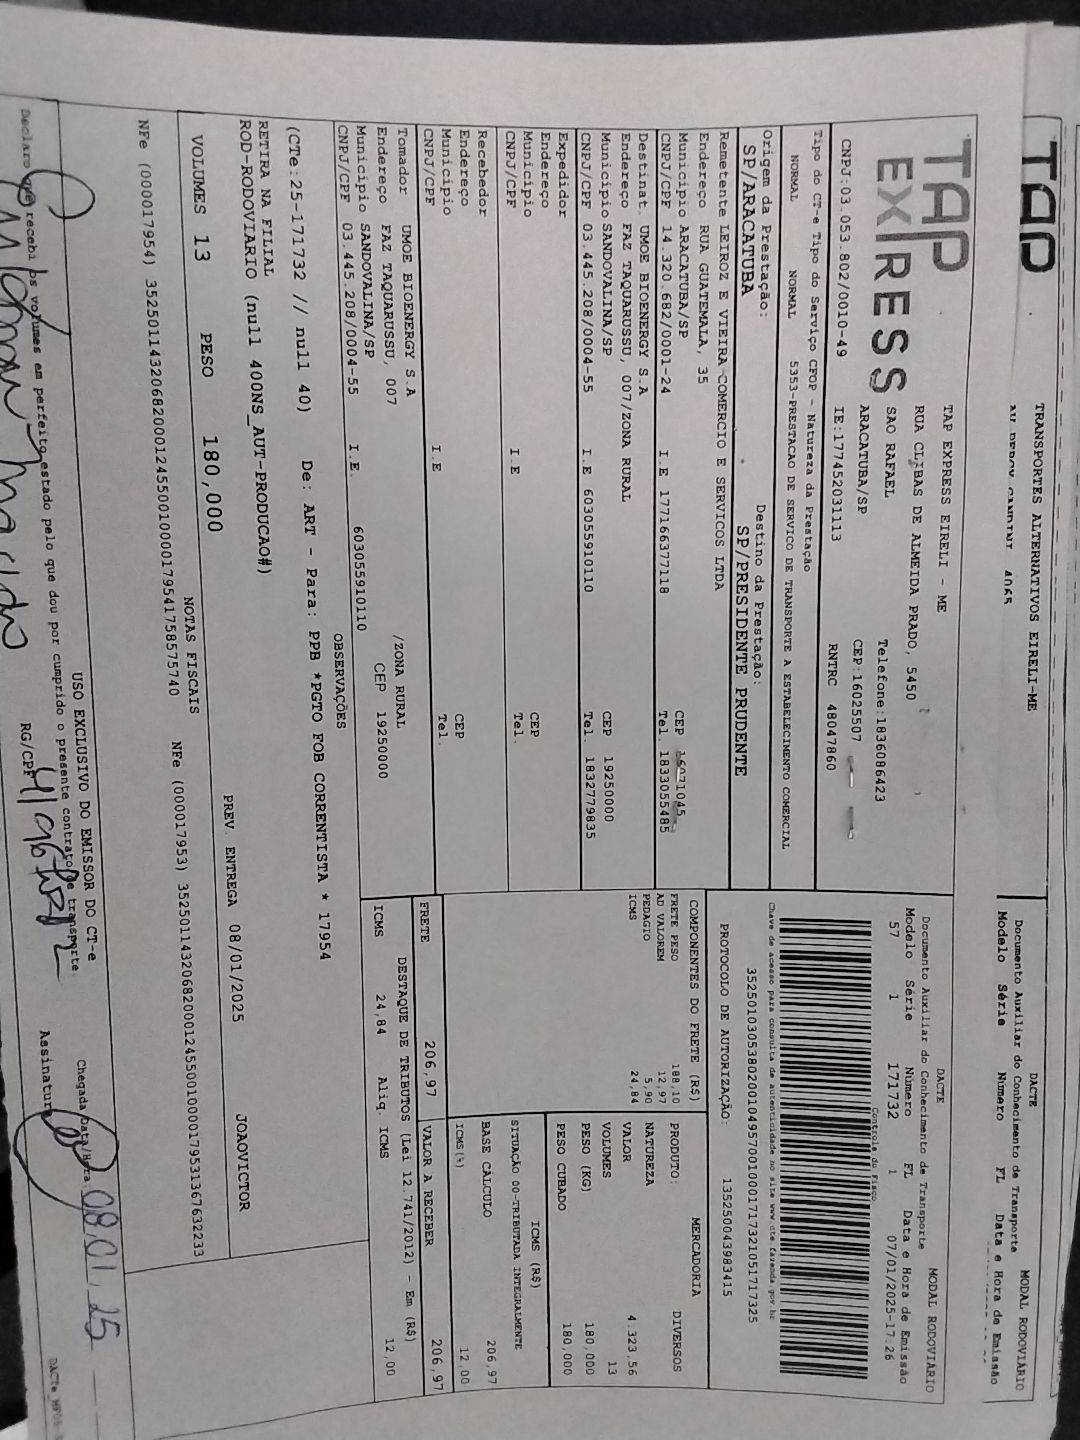 TAP
TRANSPORTES ALTERNATIVOS EIRELI-ME
DACTE
MODAL RODOVIARIO
Documento Auxiliar do Conhecimento de Transporte
Modelo Série Número FL Data e Hora de Emissão
TAP EXPRESS
TAP EXPRESS EIRELI - ME
RUA CLIBAS DE ALMEIDA PRADO, 5450
SAO RAFAEL
Telefone:1836086423
ARACATUBA/SP
CEP:16025507
CNPJ:03.053.802/0010-49
IE:177452031113
RNTRC 48047860
DACTE
MODAL RODOVIARIO
Documento Auxiliar do Conhecimento de Transporte
Modelo Série Número FL Data e Hora de Emissão
57 1 171732 1 07/01/2025-17:26
Controle do Fisco
Tipo do CT-e Tipo do Serviço CFOP - Natureza da Prestação
NORMAL NORMAL 5353-PRESTACAO DE SERVICO DE TRANSPORTE A ESTABELECIMENTO COMERCIAL
Chave de acesso para consulta de autenticidade no site www.cte.fazenda.gov.br
35250103053802001049570010001717321051717325
Origem da Prestação:
SP/ARACATUBA
Destino da Prestação:
SP/PRESIDENTE PRUDENTE
PROTOCOLO DE AUTORIZAÇÃO: 135250043983415
Remetente LEIROZ E VIEIRA COMERCIO E SERVICOS LTDA
Endereço RUA GUATEMALA, 35
Município ARACATUBA/SP CEP 16071045
CNPJ/CPF 14.320.682/0001-24 I.E 177166377118 Tel. 1833055485
Destinat. UMOE BIOENERGY S.A
Endereço FAZ TAQUARUSSU, 007/ZONA RURAL
Município SANDOVALINA/SP CEP 19250000
CNPJ/CPF 03.445.208/0004-55 I.E 603055910110 Tel. 1832779835
Expedidor
Endereço
Município CEP
CNPJ/CPF I.E Tel.
Recebedor
Endereço
Município CEP
CNPJ/CPF I.E Tel.
Tomador UMOE BIOENERGY S.A
Endereço FAZ TAQUARUSSU, 007 /ZONA RURAL
Município SANDOVALINA/SP CEP 19250000
CNPJ/CPF 03.445.208/0004-55 I.E. 603055910110
COMPONENTES DO FRETE (R$)
FRETE PESO 188,10
AD VALOREM 12,97
PEDAGIO 5,90
ICMS 24,84
MERCADORIA
PRODUTO: DIVERSOS
NATUREZA
VALOR 4.323,56
VOLUMES 13
PESO (KG) 180,000
PESO CUBADO 180,000
ICMS (R$)
SITUAÇÃO 00-TRIBUTADA INTEGRALMENTE
BASE CÁLCULO 206,97
ICMS(%) 12,00
FRETE 206,97 VALOR A RECEBER 206,97
DESTAQUE DE TRIBUTOS (Lei 12.741/2012) - Em (R$)
ICMS 24,84 Aliq. ICMS 12,00
OBSERVAÇÕES
(CTe:25-171732 // null 40) De: ART - Para: PPB *PGTO FOB CORRENTISTA * 17954
RETIRA NA FILIAL
ROD-RODOVIARIO (null 400NS_AUT-PRODUCAO#)
PREV. ENTREGA 08/01/2025 JOAOVICTOR
VOLUMES 13 PESO 180,000
NOTAS FISCAIS
NFe (000017954) 35250114320682000124550010000179541758575740 NFe (000017953) 35250114320682000124550010000179531367632233
USO EXCLUSIVO DO EMISSOR DO CT-e
Declaro que recebi os volumes em perfeito estado pelo que dou por cumprido o presente contrato de transporte.
Chegada Data/Hora 08.01.25
RG/CPF
Assinatura